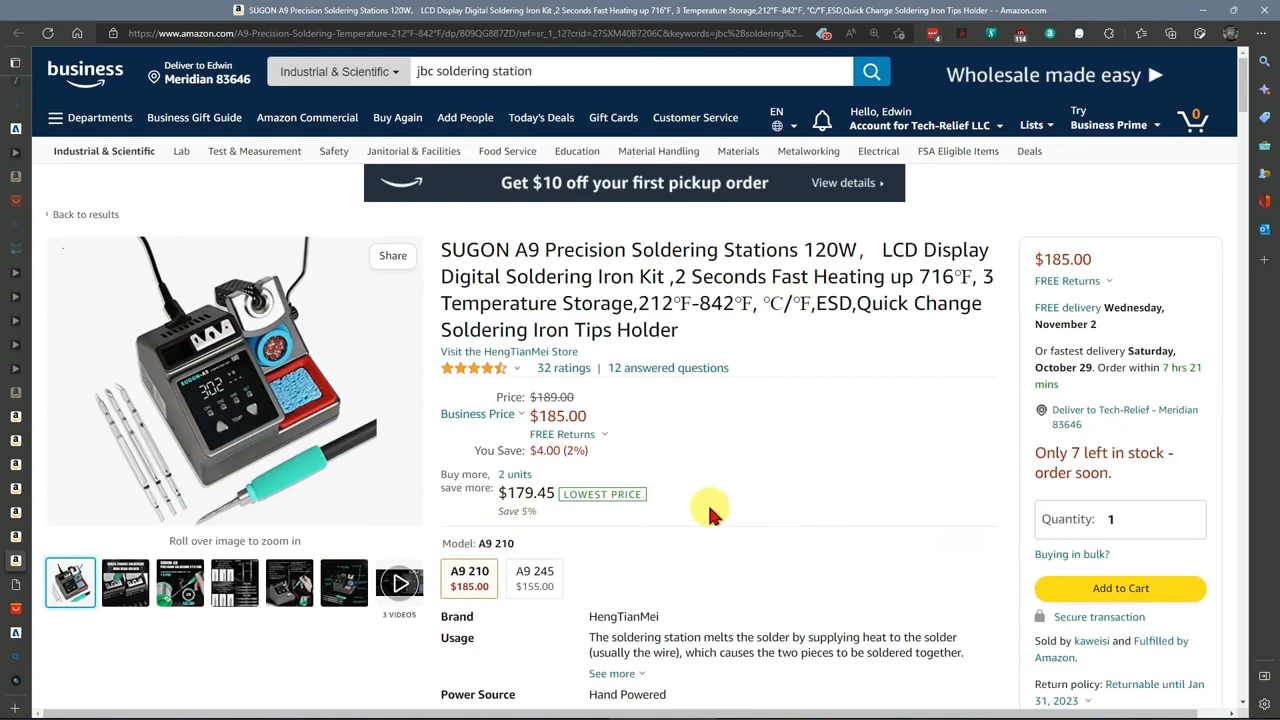 SUGON A9 Precision Soldering Stations 120W， LCD Display Digital Soldering Iron Kit ,2 Seconds Fast Heating up 716℉, 3 Temperature Storage,212℉-842℉, ℃/℉,ESD,Quick Change Soldering Iron Tips Holder - - Amazon.com
https://www.amazon.com/A9-Precision-Soldering-Temperature-212°F-842°F/dp/B09QG887ZD/ref=sr_1_12?crid=27SXM40B7206C&keywords=jbc%2Bsoldering%2...
business
Deliver to Edwin
Meridian 83646
Industrial & Scientific
jbc soldering station
Wholesale made easy
Departments
Business Gift Guide
Amazon Commercial
Buy Again
Add People
Today's Deals
Gift Cards
Customer Service
EN
Hello, Edwin
Account for Tech-Relief LLC
Lists
Try
Business Prime
0
Industrial & Scientific
Lab
Test & Measurement
Safety
Janitorial & Facilities
Food Service
Education
Material Handling
Materials
Metalworking
Electrical
FSA Eligible Items
Deals
Get $10 off your first pickup order
View details
‹ Back to results
Share
SUGON-A9
302
TEMP
Roll over image to zoom in
3 VIDEOS
SUGON A9 Precision Soldering Stations 120W， LCD Display
Digital Soldering Iron Kit ,2 Seconds Fast Heating up 716℉, 3
Temperature Storage,212℉-842℉, ℃/℉,ESD,Quick Change
Soldering Iron Tips Holder
Visit the HengTianMei Store
32 ratings | 12 answered questions
Price: $189.00
Business Price $185.00
FREE Returns
You Save: $4.00 (2%)
Buy more, save more:
2 units
$179.45 LOWEST PRICE
Save 5%
Model: A9 210
A9 210
$185.00
A9 245
$155.00
Brand HengTianMei
Usage The soldering station melts the solder by supplying heat to the solder
(usually the wire), which causes the two pieces to be soldered together.
See more
Power Source Hand Powered
$185.00
FREE Returns
FREE delivery Wednesday,
November 2
Or fastest delivery Saturday,
October 29. Order within 7 hrs 21
mins
Deliver to Tech-Relief - Meridian
83646
Only 7 left in stock -
order soon.
Quantity: 1
Buying in bulk?
Add to Cart
Secure transaction
Sold by kaweisi and Fulfilled by
Amazon.
Return policy: Returnable until Jan
31, 2023